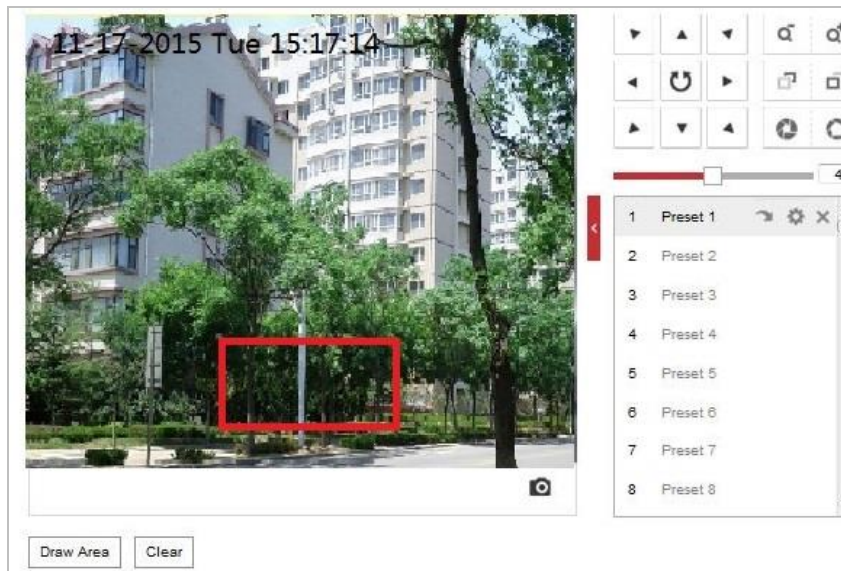 11-17-2015 Tue 15:17:14
4
1 Preset 1
2 Preset 2
3 Preset 3
4 Preset 4
5 Preset 5
6 Preset 6
7 Preset 7
8 Preset 8
Draw Area Clear